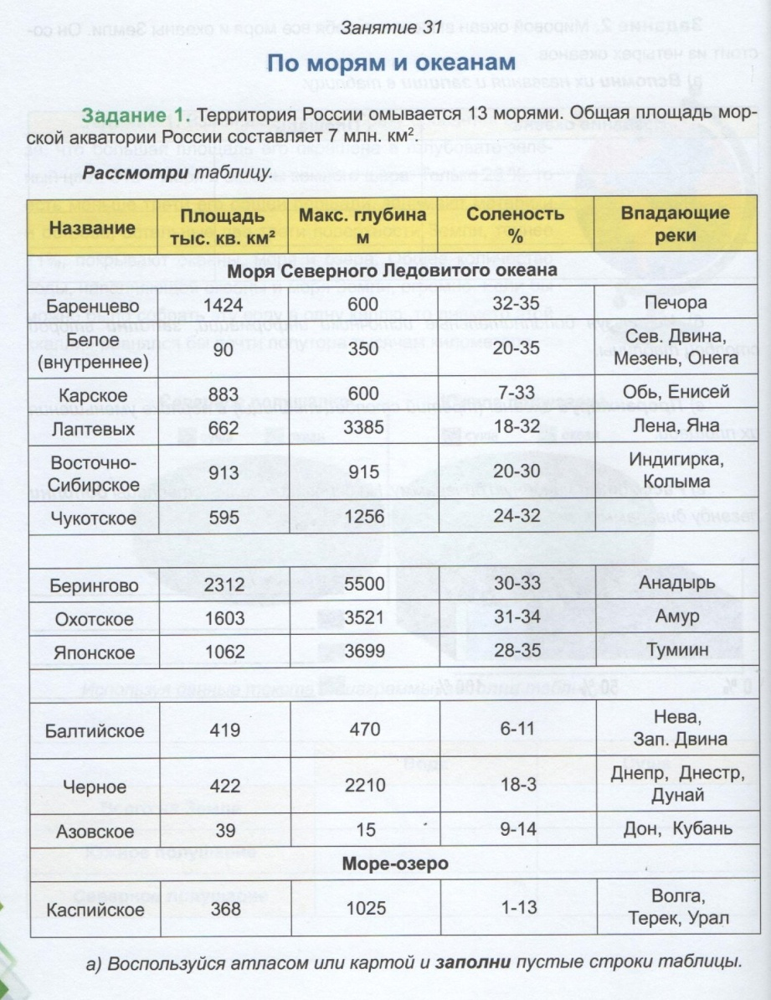 Занятие 31
По морям и океанам
Задание 1. Территория России омывается 13 морями. Общая площадь мор-
ской акватории России составляет 7 млн. км².
Рассмотри таблицу.
Название Площадь тыс. кв. км² Макс. глубина м Соленость % Впадающие реки
Моря Северного Ледовитого океана
Баренцево 1424 600 32-35 Печора
Белое (внутреннее) 90 350 20-35 Сев. Двина, Мезень, Онега
Карское 883 600 7-33 Обь, Енисей
Лаптевых 662 3385 18-32 Лена, Яна
Восточно-Сибирское 913 915 20-30 Индигирка, Колыма
Чукотское 595 1256 24-32
Берингово 2312 5500 30-33 Анадырь
Охотское 1603 3521 31-34 Амур
Японское 1062 3699 28-35 Тумиин
Балтийское 419 470 6-11 Нева, Зап. Двина
Черное 422 2210 18-3 Днепр, Днестр, Дунай
Азовское 39 15 9-14 Дон, Кубань
Море-озеро
Каспийское 368 1025 1-13 Волга, Терек, Урал
а) Воспользуйся атласом или картой и заполни пустые строки таблицы.